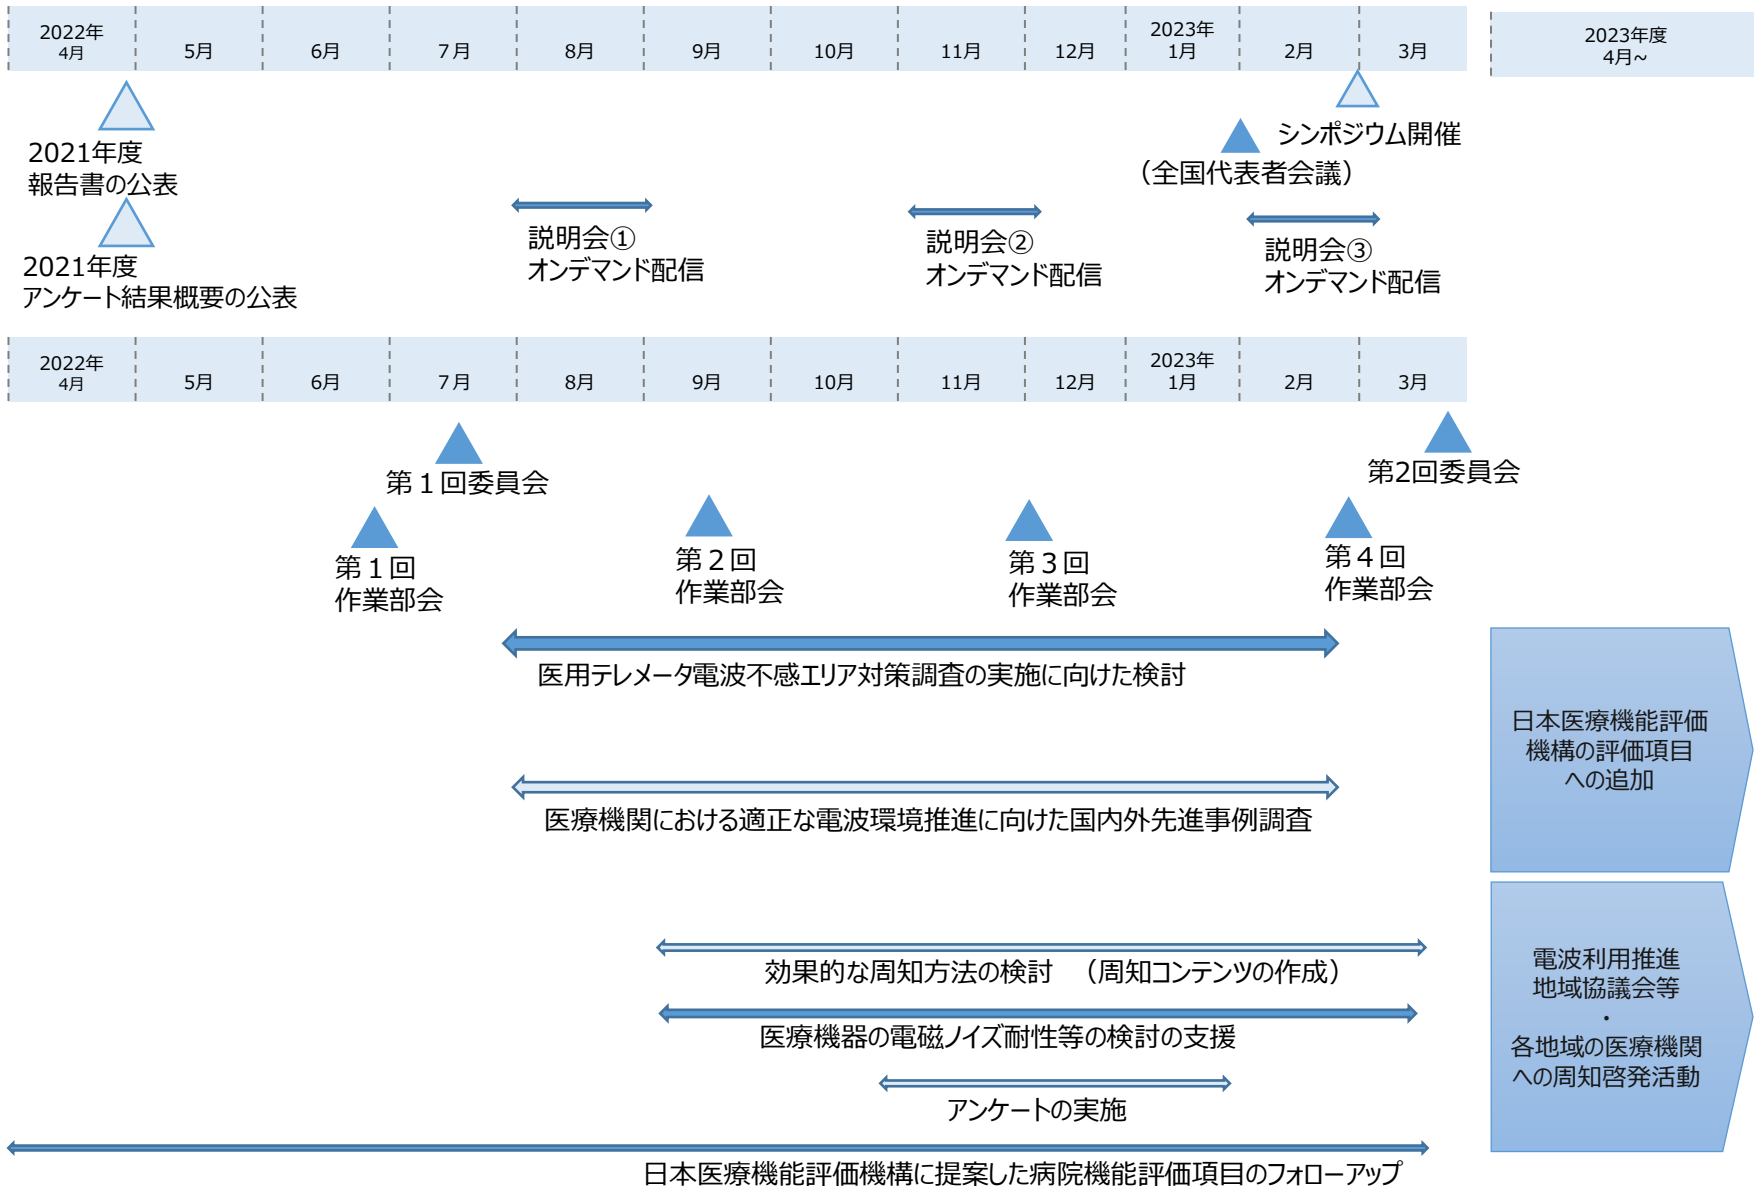 2022年
4月
5月
6月
7月
8月
9月
10月
11月
12月
2023年
1月
2月
3月
2023年度
4月~
2021年度
報告書の公表
2021年度
アンケート結果概要の公表
シンポジウム開催
（全国代表者会議）
説明会①
オンデマンド配信
説明会②
オンデマンド配信
説明会③
オンデマンド配信
2022年
4月
5月
6月
7月
8月
9月
10月
11月
12月
2023年
1月
2月
3月
第１回委員会
第2回委員会
第１回
作業部会
第２回
作業部会
第３回
作業部会
第４回
作業部会
医用テレメータ電波不感エリア対策調査の実施に向けた検討
医療機関における適正な電波環境推進に向けた国内外先進事例調査
日本医療機能評価
機構の評価項目
への追加
効果的な周知方法の検討　（周知コンテンツの作成）
医療機器の電磁ノイズ耐性等の検討の支援
アンケートの実施
日本医療機能評価機構に提案した病院機能評価項目のフォローアップ
電波利用推進
地域協議会等
・
各地域の医療機関
への周知啓発活動